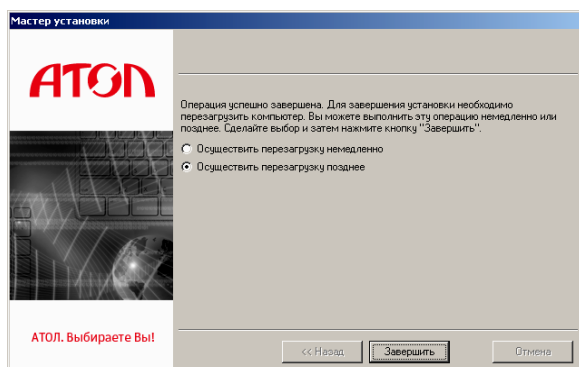 Мастер установки
АТОЛ
Операция успешно завершена. Для завершения установки необходимо
перезагрузить компьютер. Вы можете выполнить эту операцию немедленно или
позднее. Сделайте выбор и затем нажмите кнопку "Завершить".
Осуществить перезагрузку немедленно
Осуществить перезагрузку позднее
АТОЛ. Выбираете Вы!
<< Назад
Завершить
Отмена